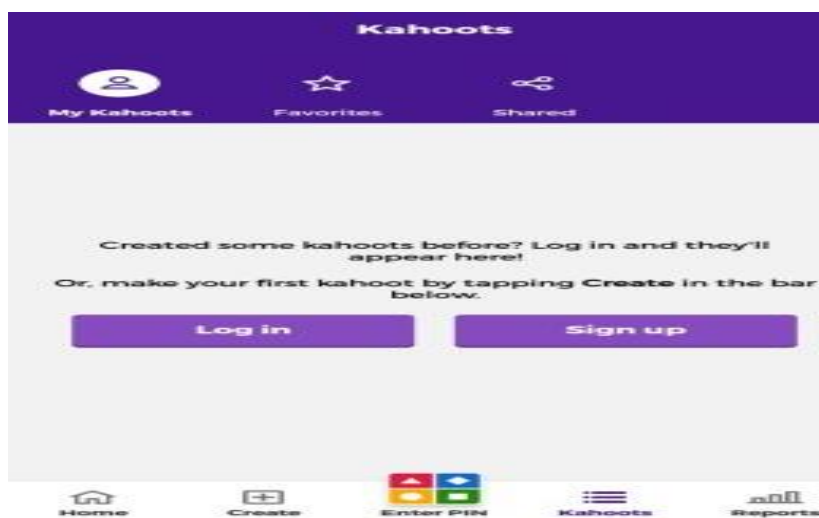 Kahoots
My Kahoots Favorites Shared
Created some kahoots before? Log in and they'll
appear here!
Or, make your first kahoot by tapping Create in the bar
below.
Log in Sign up
Home Create Enter PIN Kahoots Reports